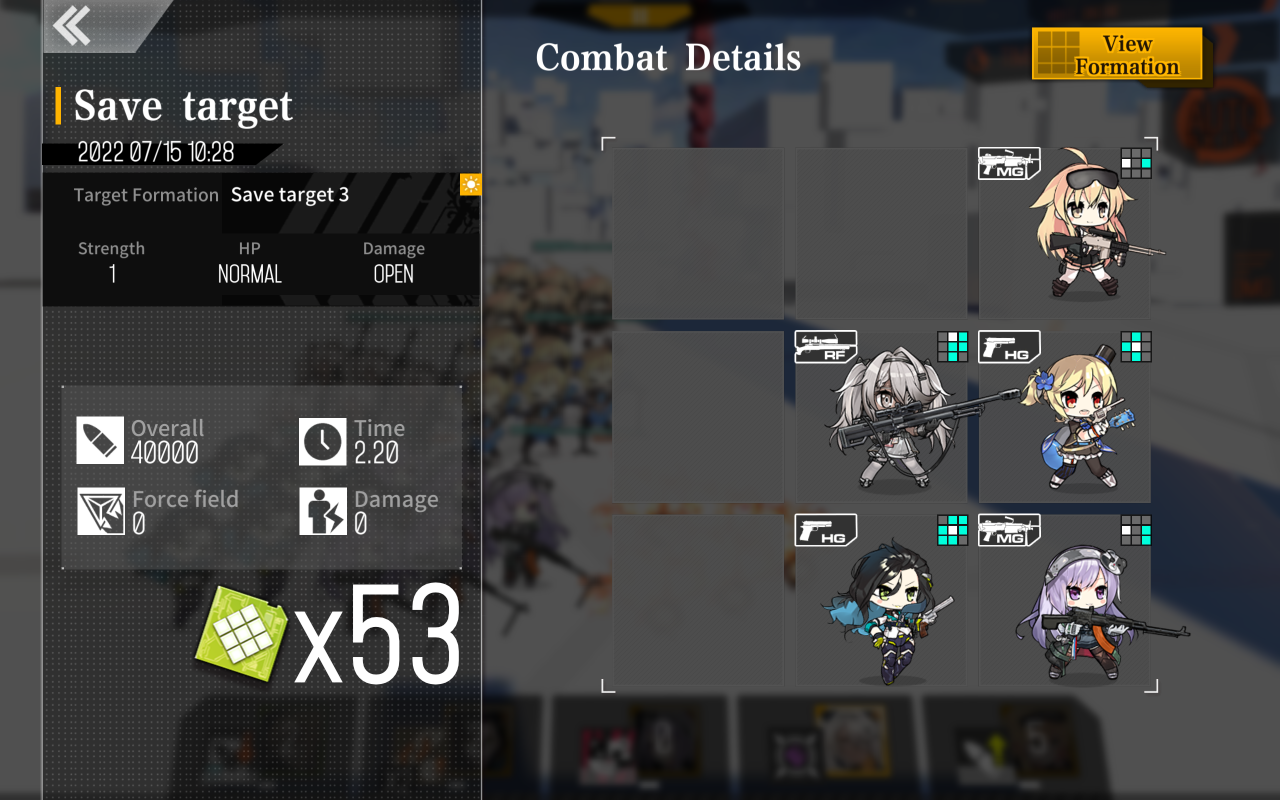 Combat Details
View
Formation
Save target
2022 07/15 10:28
Target Formation Save target 3
Strength HP Damage
1 NORMAL OPEN
Overall Time
40000 2.20
Force field Damage
0 0
x53
MG
RF HG
HG MG